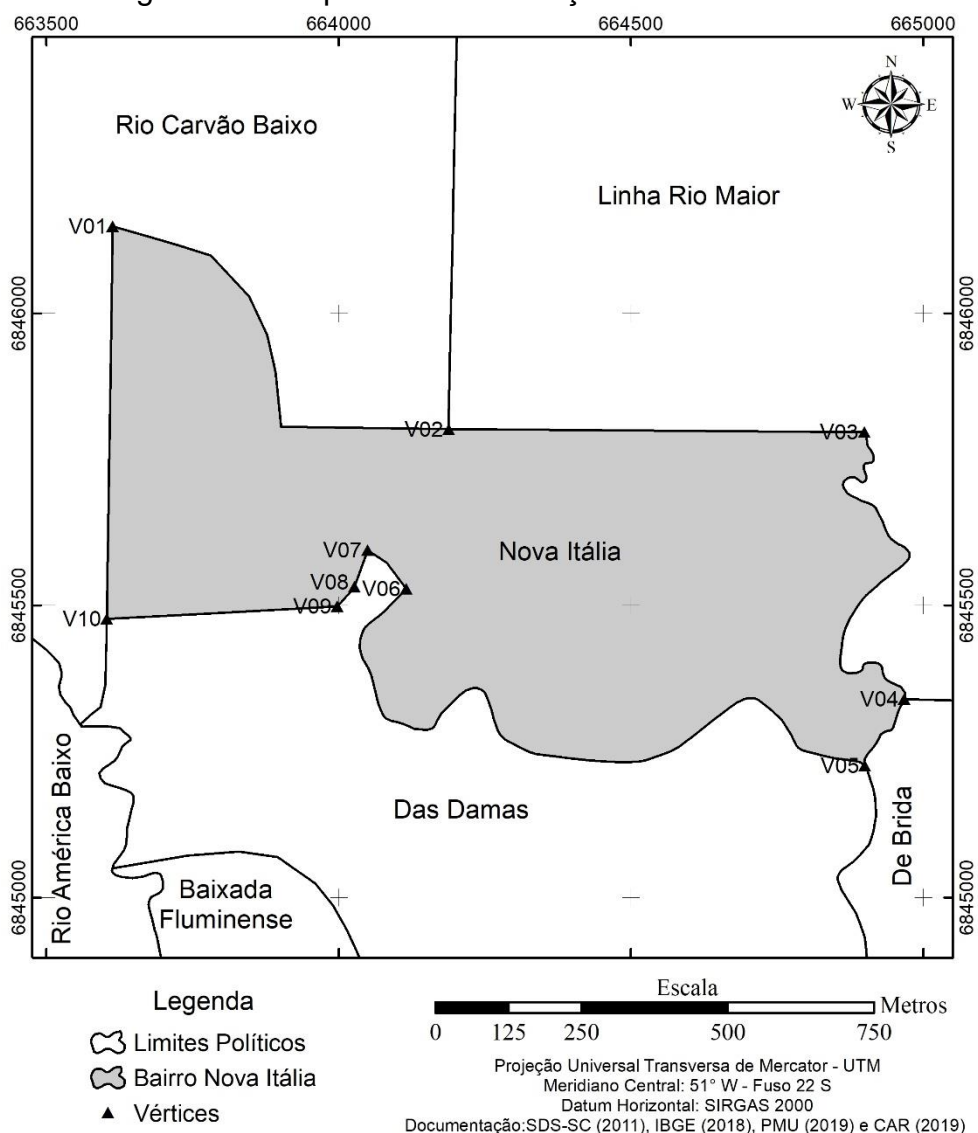 663500 664000 664500 665000
N
W E
S
Rio Carvão Baixo
Linha Rio Maior
V01
6846000 6846000
V02 V03
Nova Itália
V07
V08 V06
6845500 V09 6845500
V10
V04
V05
Rio América Baixo
Das Damas
De Brida
Baixada
Fluminense
6845000 6845000
Legenda
Limites Políticos
Bairro Nova Itália
Vértices
Escala
Metros
0 125 250 500 750
Projeção Universal Transversa de Mercator - UTM
Meridiano Central: 51° W - Fuso 22 S
Datum Horizontal: SIRGAS 2000
Documentação:SDS-SC (2011), IBGE (2018), PMU (2019) e CAR (2019)